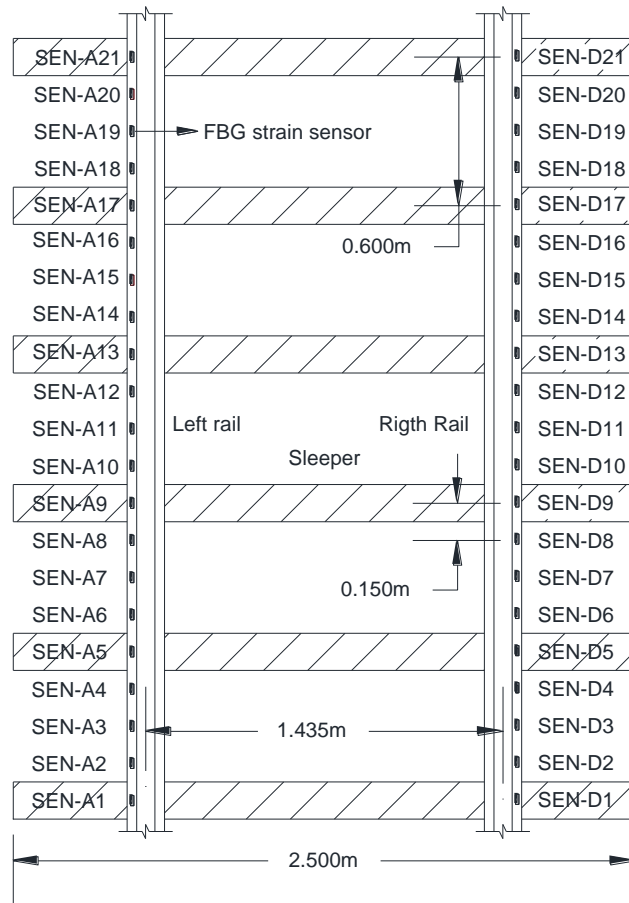 SEN-A21
SEN-D21
SEN-A20
SEN-D20
SEN-A19
FBG strain sensor
SEN-D19
SEN-A18
SEN-D18
SEN-A17
SEN-D17
SEN-A16
0.600m
SEN-D16
SEN-A15
SEN-D15
SEN-A14
SEN-D14
SEN-A13
SEN-D13
SEN-A12
SEN-D12
SEN-A11
Left rail
Rigth Rail
SEN-D11
SEN-A10
Sleeper
SEN-D10
SEN-A9
SEN-D9
SEN-A8
SEN-D8
SEN-A7
0.150m
SEN-D7
SEN-A6
SEN-D6
SEN-A5
SEN-D5
SEN-A4
SEN-D4
SEN-A3
1.435m
SEN-D3
SEN-A2
SEN-D2
SEN-A1
SEN-D1
2.500m